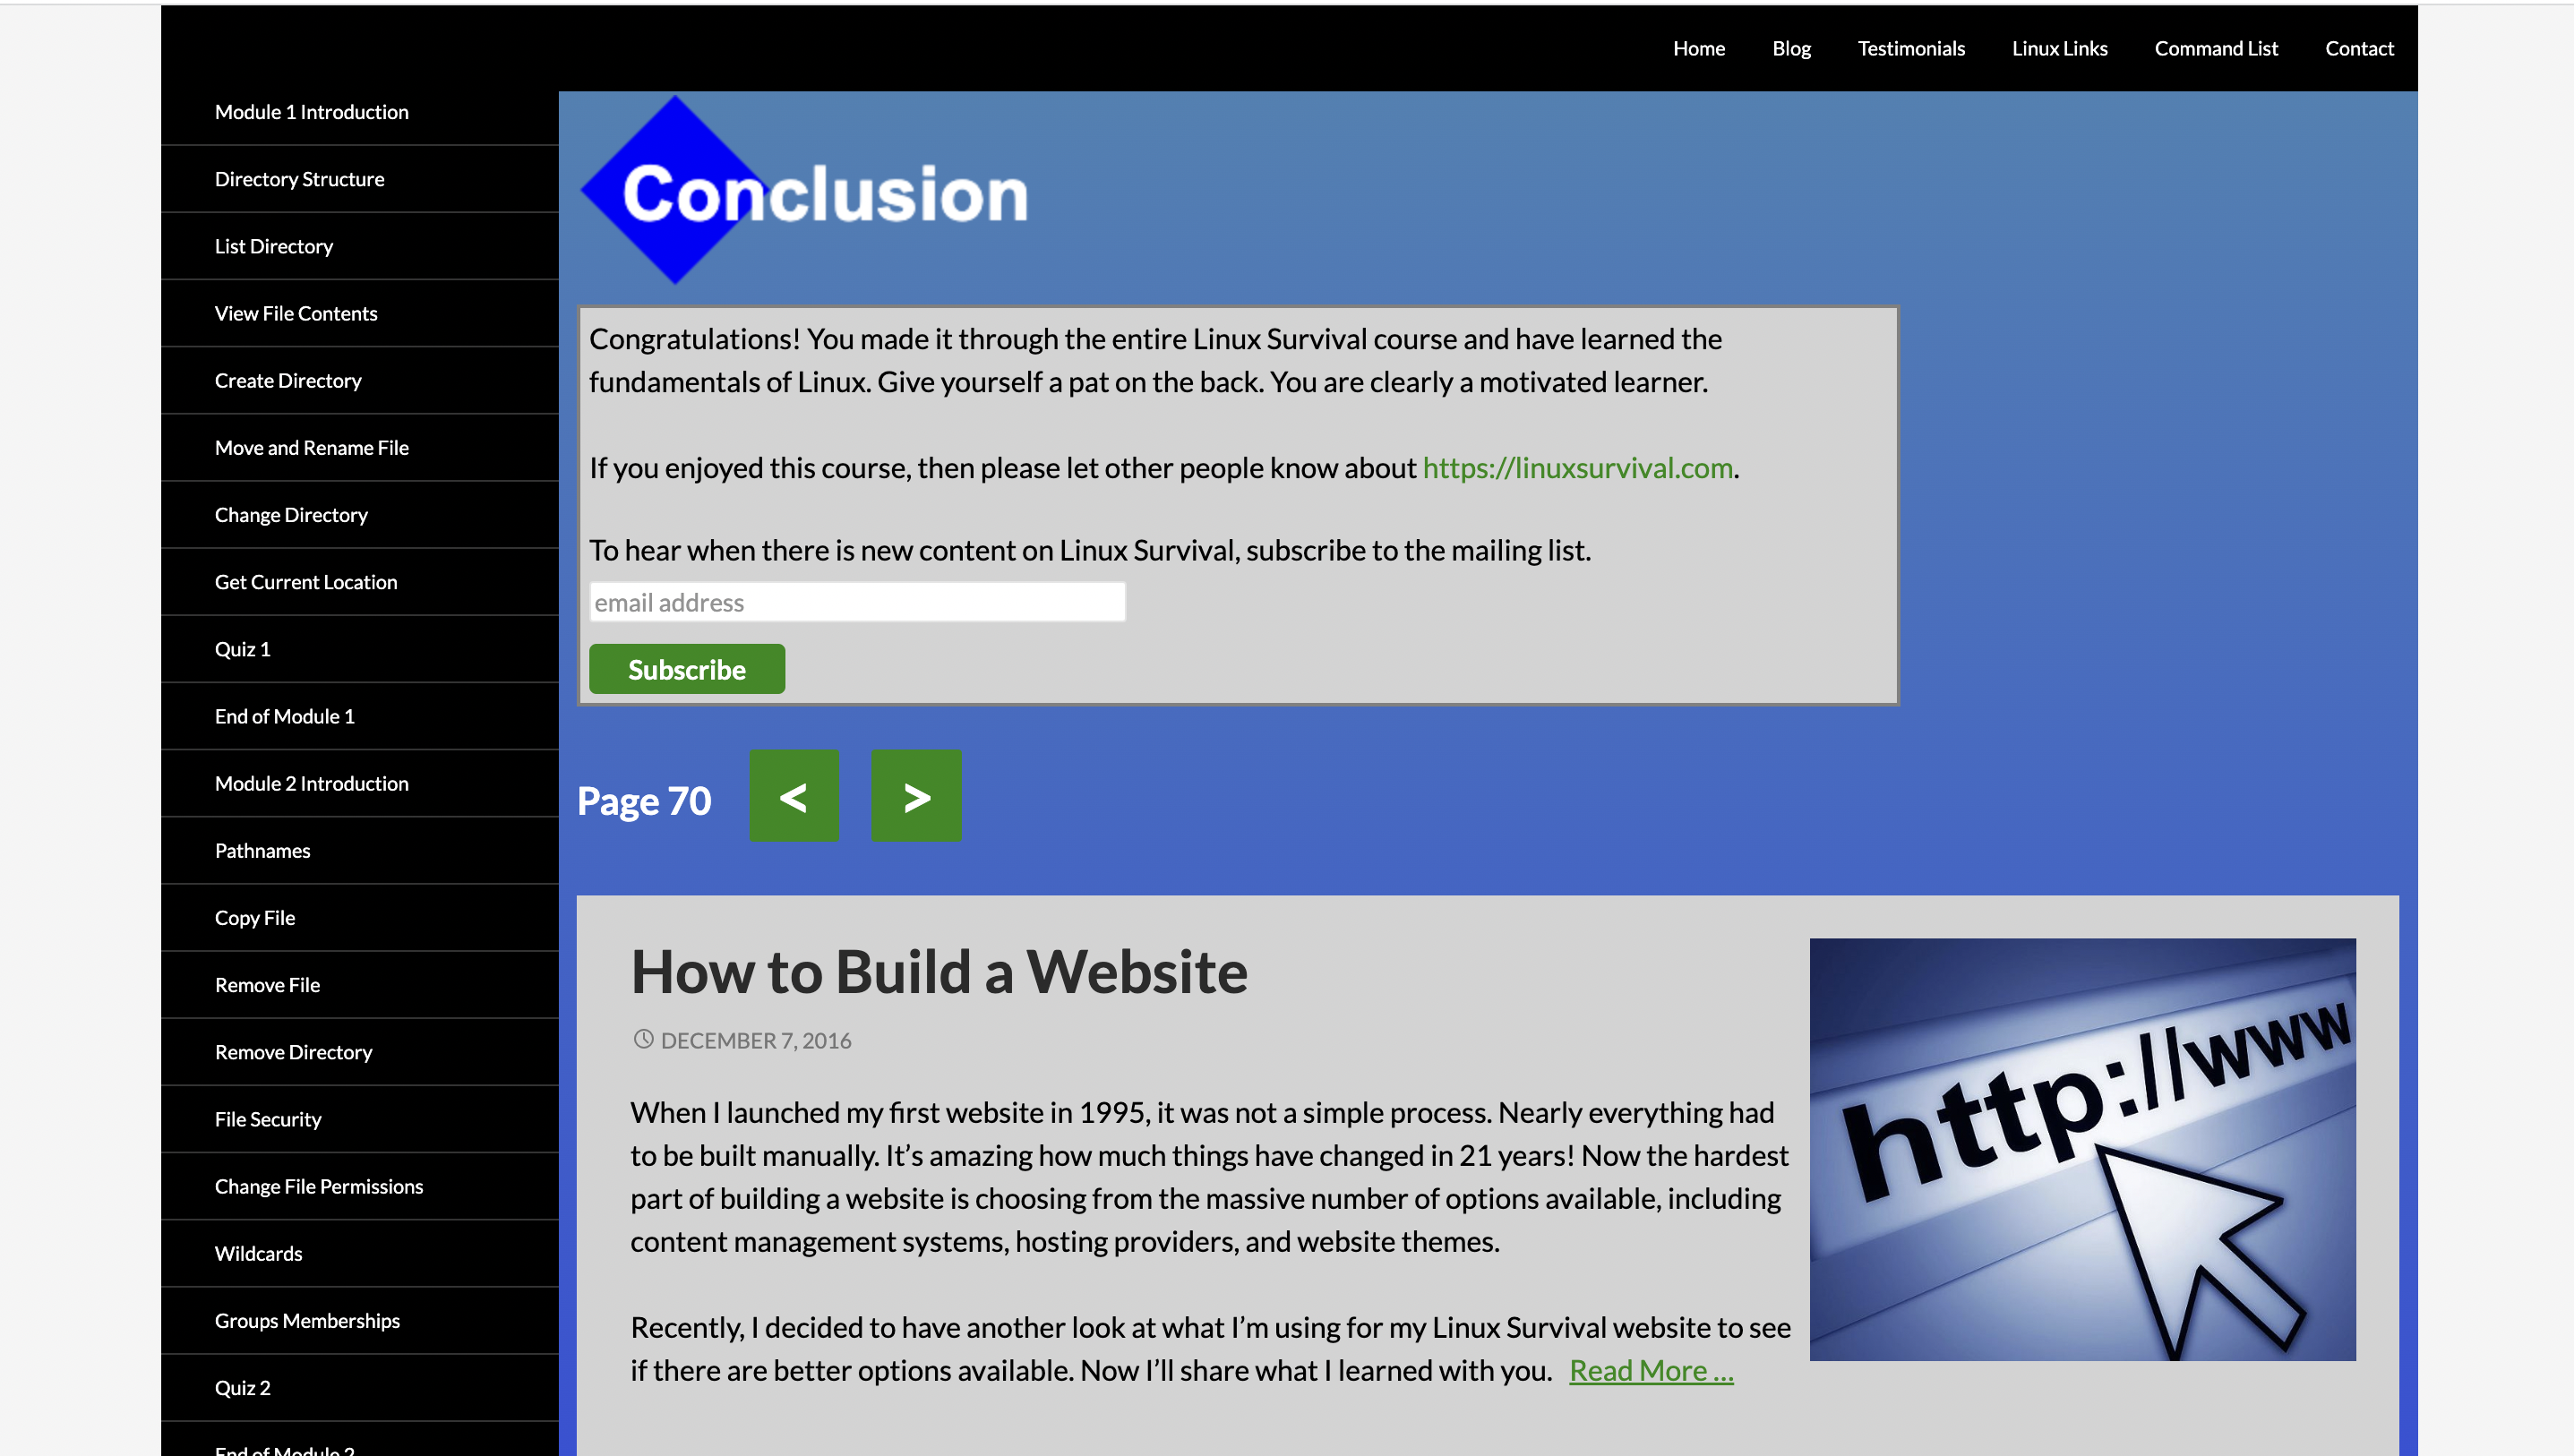 Home Blog Testimonials Linux Links Command List Contact
Module 1 Introduction
Directory Structure
List Directory
View File Contents
Create Directory
Move and Rename File
Change Directory
Get Current Location
Quiz 1
End of Module 1
Module 2 Introduction
Pathnames
Copy File
Remove File
Remove Directory
File Security
Change File Permissions
Wildcards
Groups Memberships
Quiz 2
End of Module 2
Conclusion
Congratulations! You made it through the entire Linux Survival course and have learned the
fundamentals of Linux. Give yourself a pat on the back. You are clearly a motivated learner.
If you enjoyed this course, then please let other people know about https://linuxsurvival.com.
To hear when there is new content on Linux Survival, subscribe to the mailing list.
email address
Subscribe
Page 70 < >
How to Build a Website
DECEMBER 7, 2016
When I launched my first website in 1995, it was not a simple process. Nearly everything had
to be built manually. It’s amazing how much things have changed in 21 years! Now the hardest
part of building a website is choosing from the massive number of options available, including
content management systems, hosting providers, and website themes.
Recently, I decided to have another look at what I’m using for my Linux Survival website to see
if there are better options available. Now I’ll share what I learned with you. Read More ...
http://www